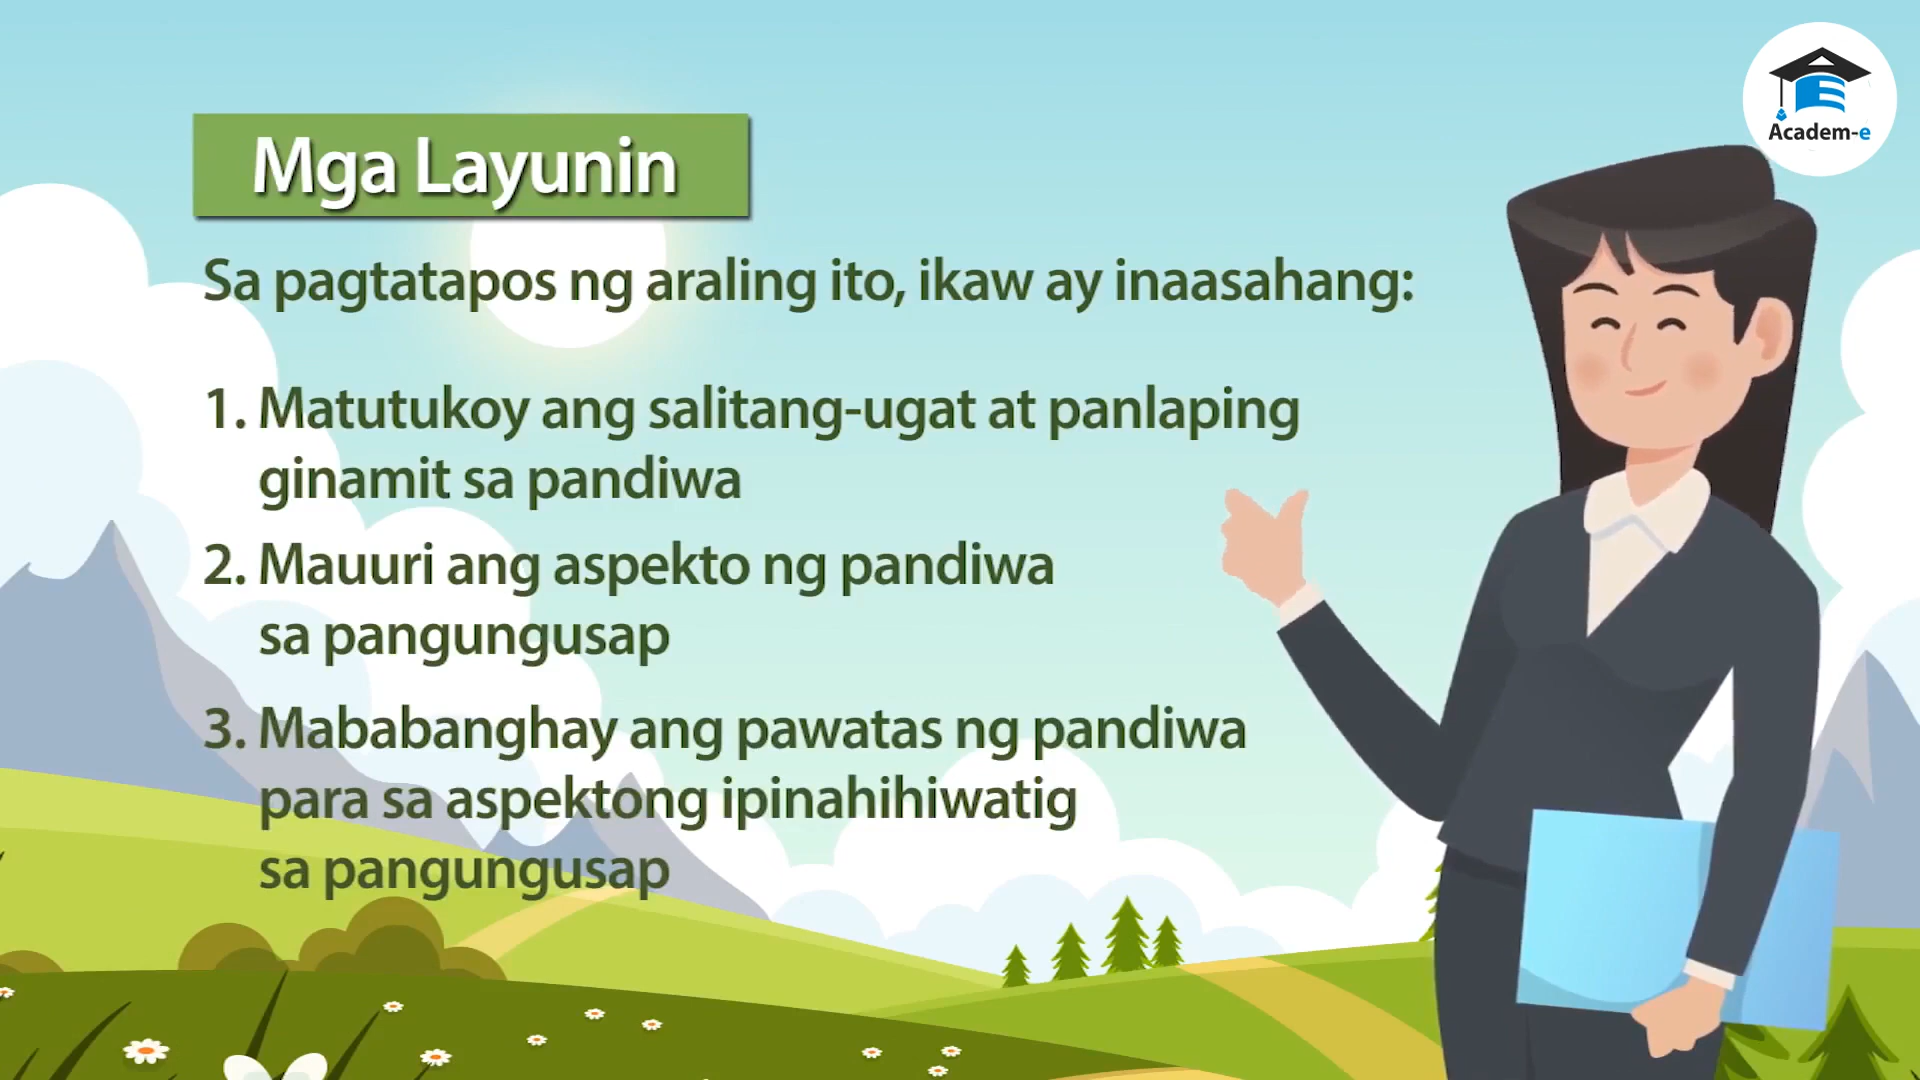 Academ-e
Mga Layunin
Sa pagtatapos ng araling ito, ikaw ay inaasahang:
1. Matutukoy ang salitang-ugat at panlaping
ginamit sa pandiwa
2. Mauuri ang aspekto ng pandiwa
sa pangungusap
3. Mababanghay ang pawatas ng pandiwa
para sa aspektong ipinahihiwatig
sa pangungusap